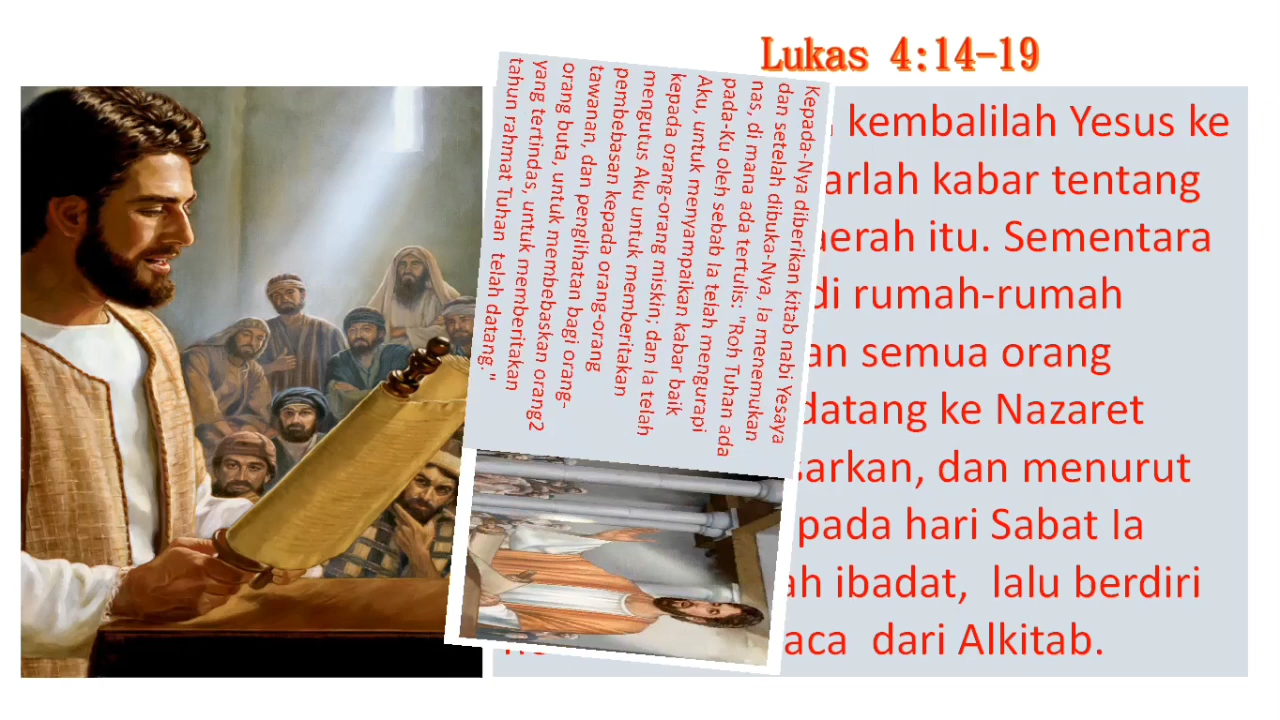 Lukas 4:14-19
kembalilah Yesus ke
kabar tentang
itu. Sementara
di rumah-rumah
semua orang
datang ke Nazaret
dan menurut
pada hari Sabat Ia
ibadat, lalu berdiri
dari Alkitab.
Kepada-Nya diberikan kitab nabi Yesaya
dan setelah dibuka-Nya, Ia menemukan
nas, di mana ada tertulis: "Roh Tuhan ada
pada-Ku oleh sebab Ia telah mengurapi
Aku, untuk menyampaikan kabar baik
kepada orang-orang miskin; dan Ia telah
mengutus Aku untuk memberitakan
pembebasan kepada orang-orang
tawanan, dan penglihatan bagi orang-
orang buta, untuk membebaskan orang2
yang tertindas, untuk memberitakan
tahun rahmat Tuhan telah datang."